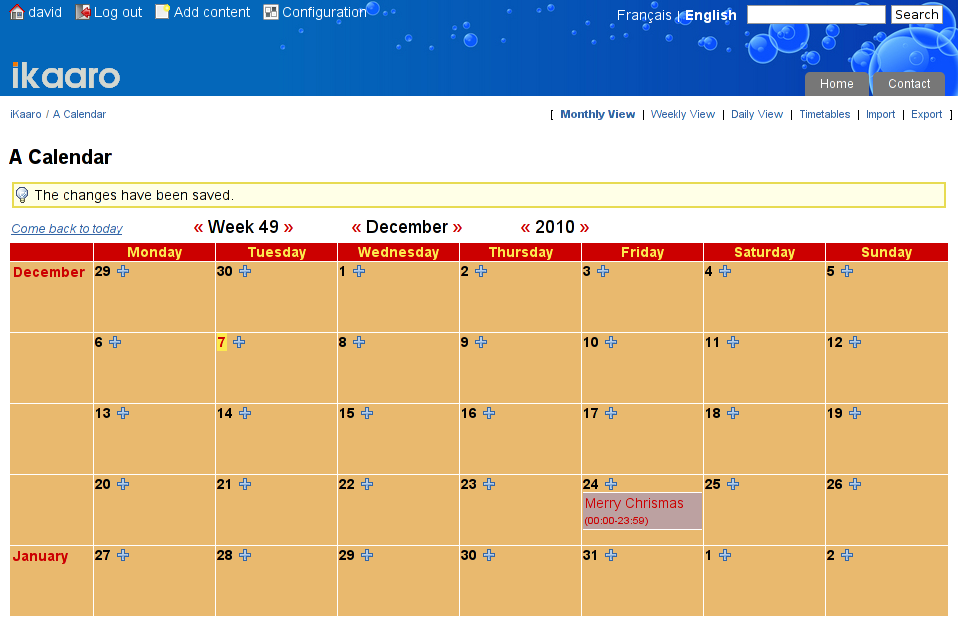 david Log out Add content Configuration Français | English Search
ikaaro
Home Contact
iKaaro / A Calendar [ Monthly View | Weekly View | Daily View | Timetables | Import | Export ]
A Calendar
The changes have been saved.
Come back to today « Week 49 » « December » « 2010 »
Monday Tuesday Wednesday Thursday Friday Saturday Sunday
December 29 30 1 2 3 4 5
6 7 8 9 10 11 12
13 14 15 16 17 18 19
20 21 22 23 24 25 26
Merry Chrismas
(00:00-23:59)
January 27 28 29 30 31 1 2